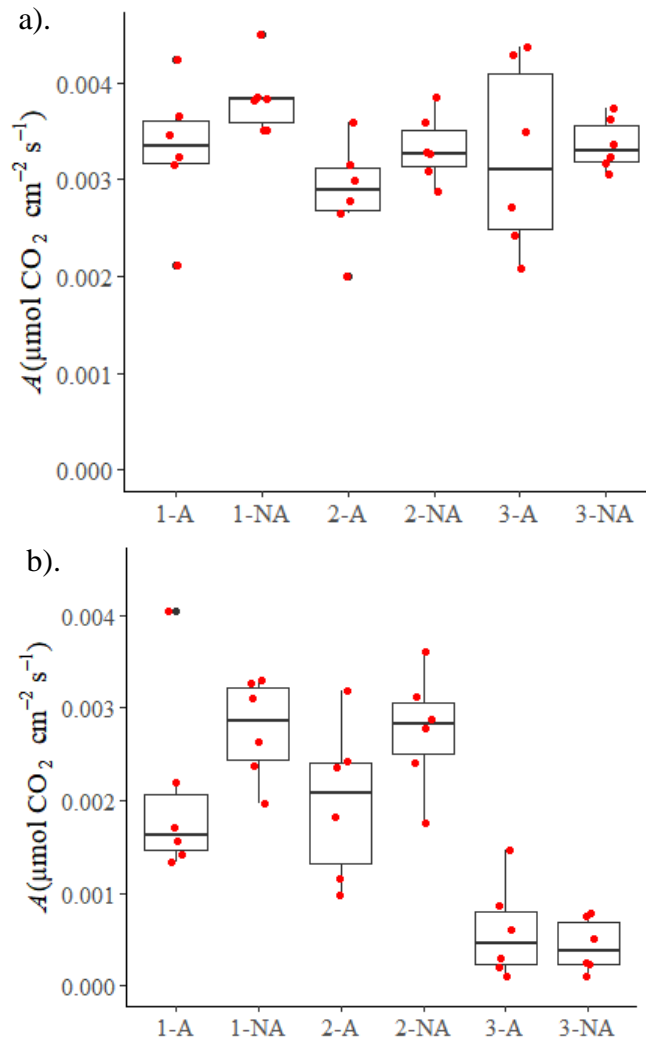 a).
A(μmol CO₂ cm⁻² s⁻¹)
0.004
0.003
0.002
0.001
0.000
1-A 1-NA 2-A 2-NA 3-A 3-NA
b).
A(μmol CO₂ cm⁻² s⁻¹)
0.004
0.003
0.002
0.001
0.000
1-A 1-NA 2-A 2-NA 3-A 3-NA